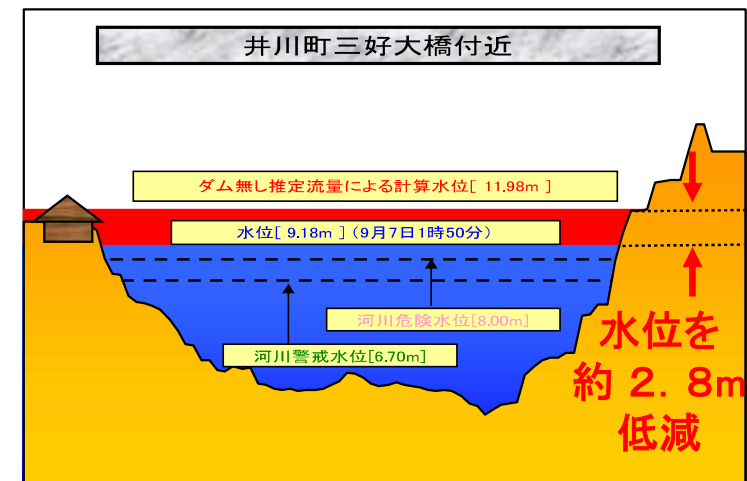 井川町三好大橋付近
ダム無し推定流量による計算水位[ 11.98m ]
水位[ 9.18m ] (9月7日1時50分)
河川危険水位[8.00m]
河川警戒水位[6.70m]
水位を
約２．８m
低減